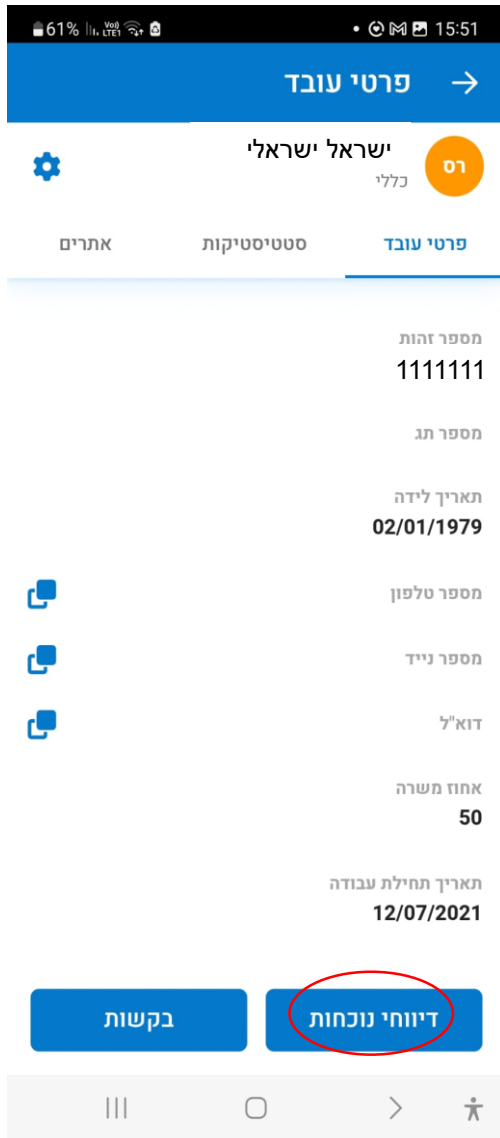 61% Vo) LTE1 15:51
פרטי עובד
ישראל ישראלי
רס
כללי
פרטי עובד סטטיסטיקות אתרים
מספר זהות
1111111
מספר תג
תאריך לידה
02/01/1979
מספר טלפון
מספר נייד
דוא"ל
אחוז משרה
50
תאריך תחילת עבודה
12/07/2021
דיווחי נוכחות בקשות